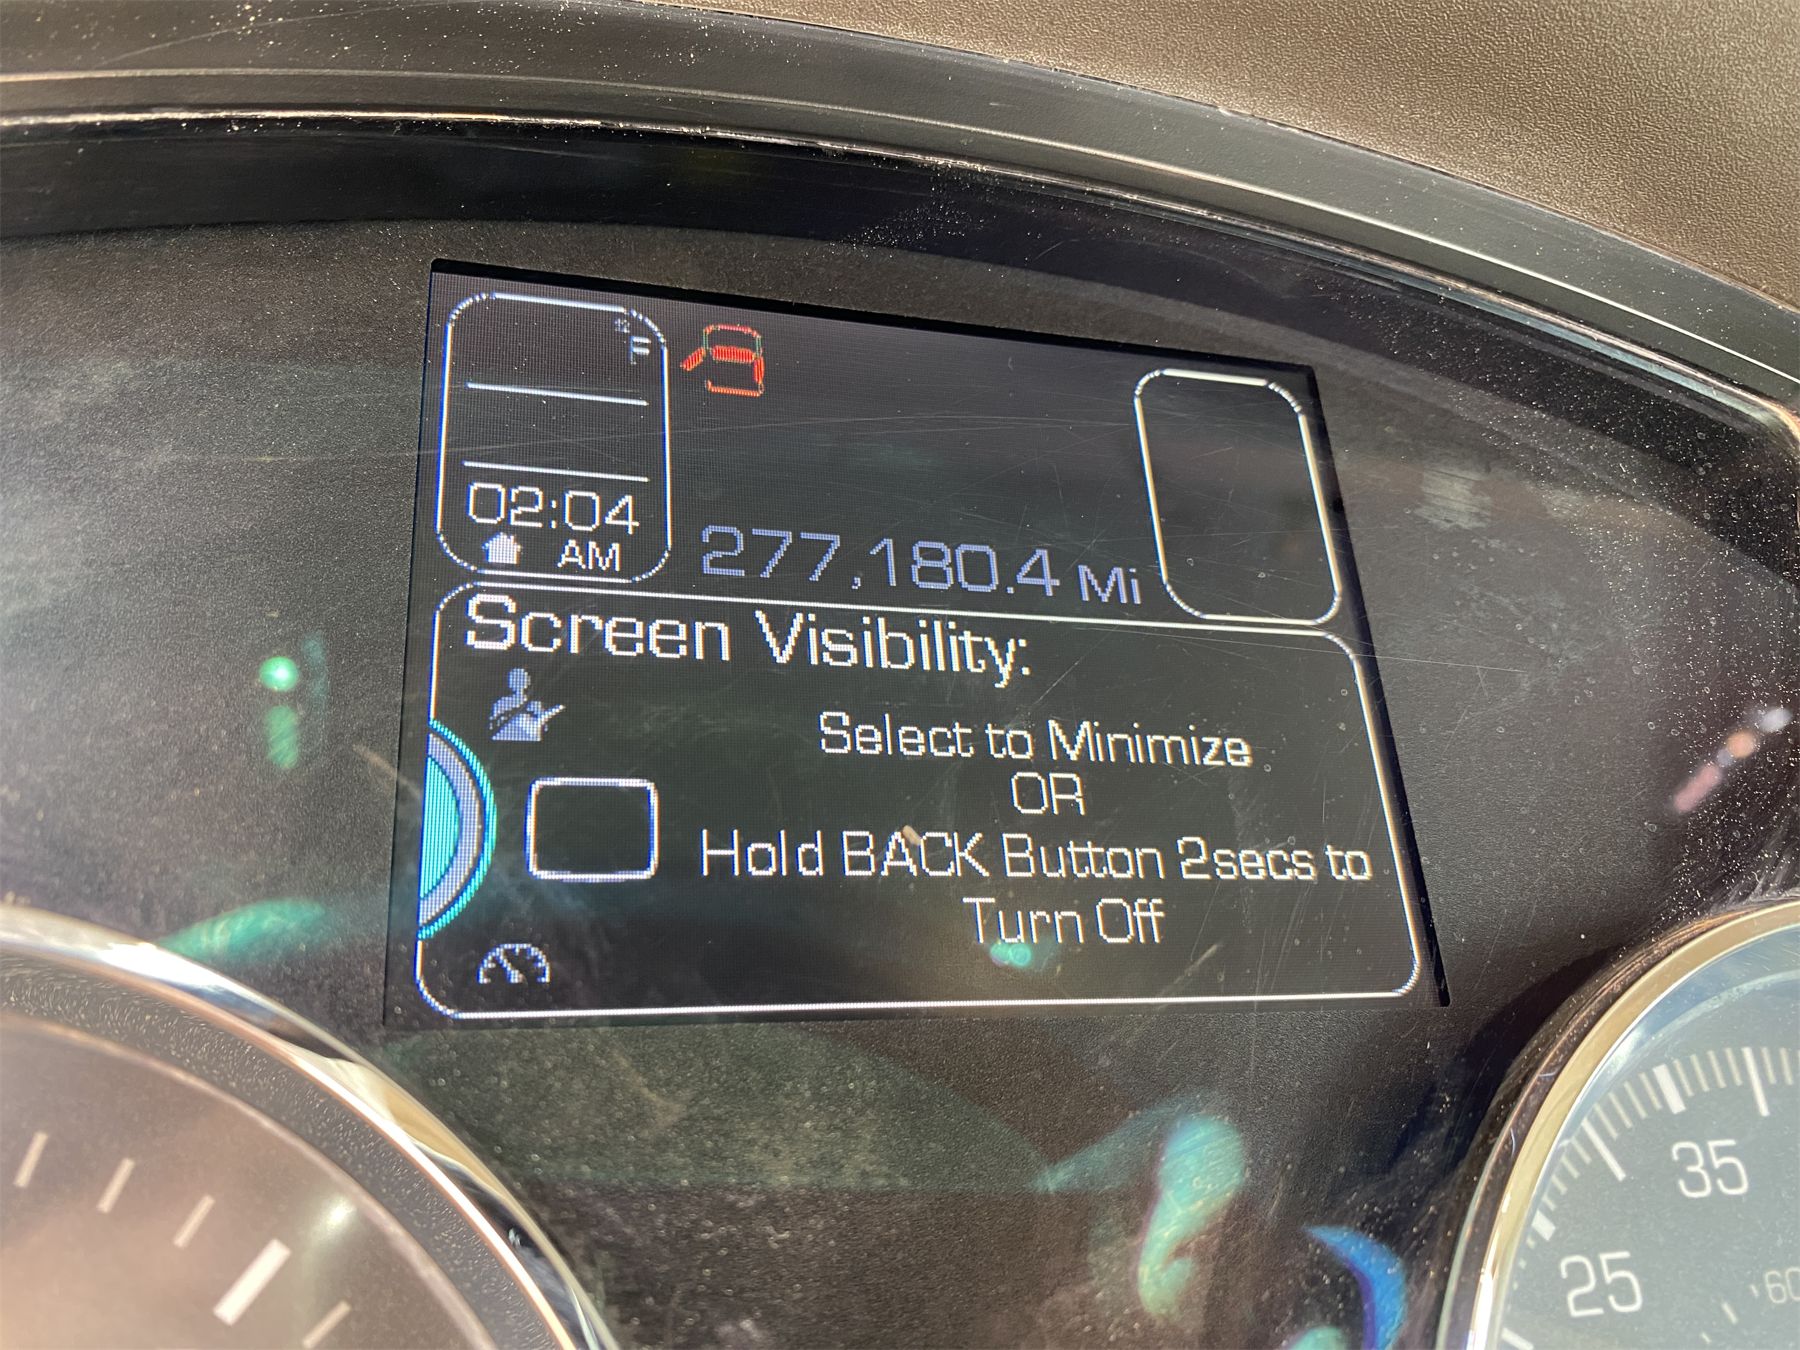 F
02:04
AM
277,180.4 Mi
Screen Visibility:
Select to Minimize
OR
Hold BACK Button 2secs to
Turn Off
35
25